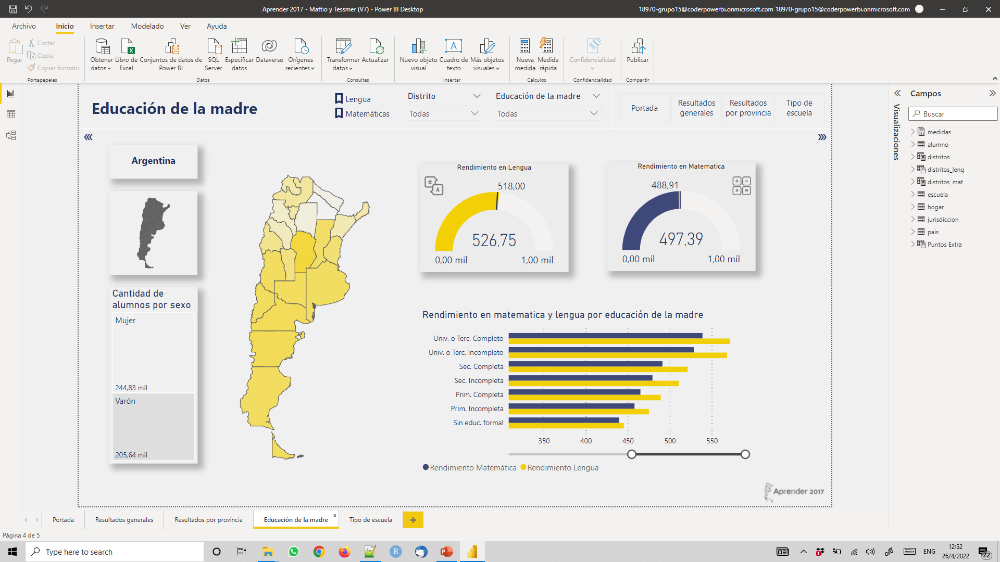 Aprender 2017 - Mattio y Tessmer (V7) - Power BI Desktop
18970-grupo15@coderpowerbi.onmicrosoft.com 18970-grupo15@coderpowerbi.onmicrosoft.com
Archivo Inicio Insertar Modelado Ver Ayuda
Pegar
Cortar
Copia
Copiar formato
Portapapeles
Obtener datos
Libro de Excel
Conjuntos de datos de Power BI
SQL Server
Especificar datos
Dataverse
Orígenes recientes
Datos
Transformar datos
Actualizar
Consultas
Nuevo objeto visual
Cuadro de texto
Más objetos visuales
Insertar
Nueva medida
Medida rápida
Cálculos
Confidencialidad
Confidencialidad
Publicar
Compartir
Educación de la madre
Lengua
Matemáticas
Distrito
Todas
Educación de la madre
Todas
Portada
Resultados generales
Resultados por provincia
Tipo de escuela
Argentina
Cantidad de
alumnos por sexo
Mujer
244,83 mil
Varón
205,64 mil
Rendimiento en Lengua
A
518,00
526,75
0,00 mil 1,00 mil
Rendimiento en Matematica
488,91
497,39
0,00 mil 1,00 mil
Rendimiento en matematica y lengua por educación de la madre
Univ. o Terc. Completo
Univ. o Terc. Incompleto
Sec. Completa
Sec. Incompleta
Prim. Completa
Prim. Incompleta
Sin educ. formal
350 400 450 500 550
Rendimiento Matemática Rendimiento Lengua
Aprender 2017
Visualizaciones
Campos
Buscar
medidas
alumno
distritos
distritos_leng
distritos_mat
escuela
hogar
jurisdiccion
pais
Puntos Extra
Portada Resultados generales Resultados por provincia Educación de la madre x Tipo de escuela +
Página 4 de 5
Type here to search
ENG
12:52
26/4/2022
22